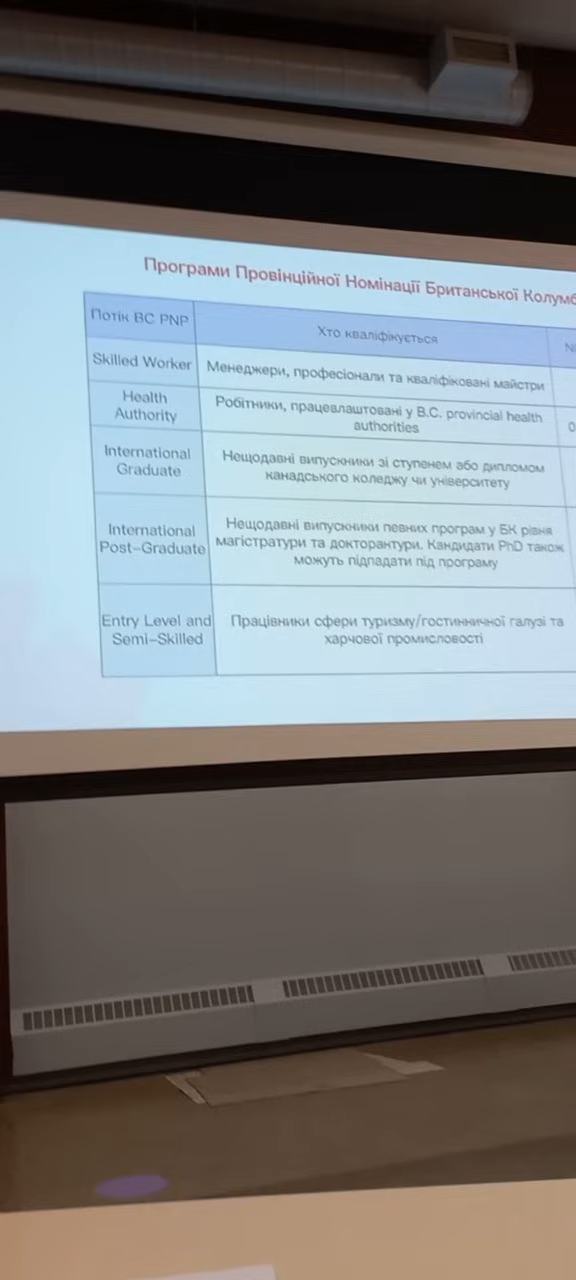 Програми Провінційної Номінації Британської
Потік BC PNP
Хто кваліфікується
Skilled Worker
Менеджери, професіонали та кваліфіковані майстри
Health
Authority
Робітники, працевлаштовані у B.C. provincial health
authorities
0
International
Graduate
Нещодавні випускники зі ступенем або дипломом
канадського коледжу чи університету
International
Post-Graduate
Нещодавні випускники певних програм у БК рівня
магістратури та докторантури. Кандидати PhD також
можуть підпадати під програму
Entry Level and
Semi-Skilled
Працівники сфери туризму/гостинничної галузі та
харчової промисловості